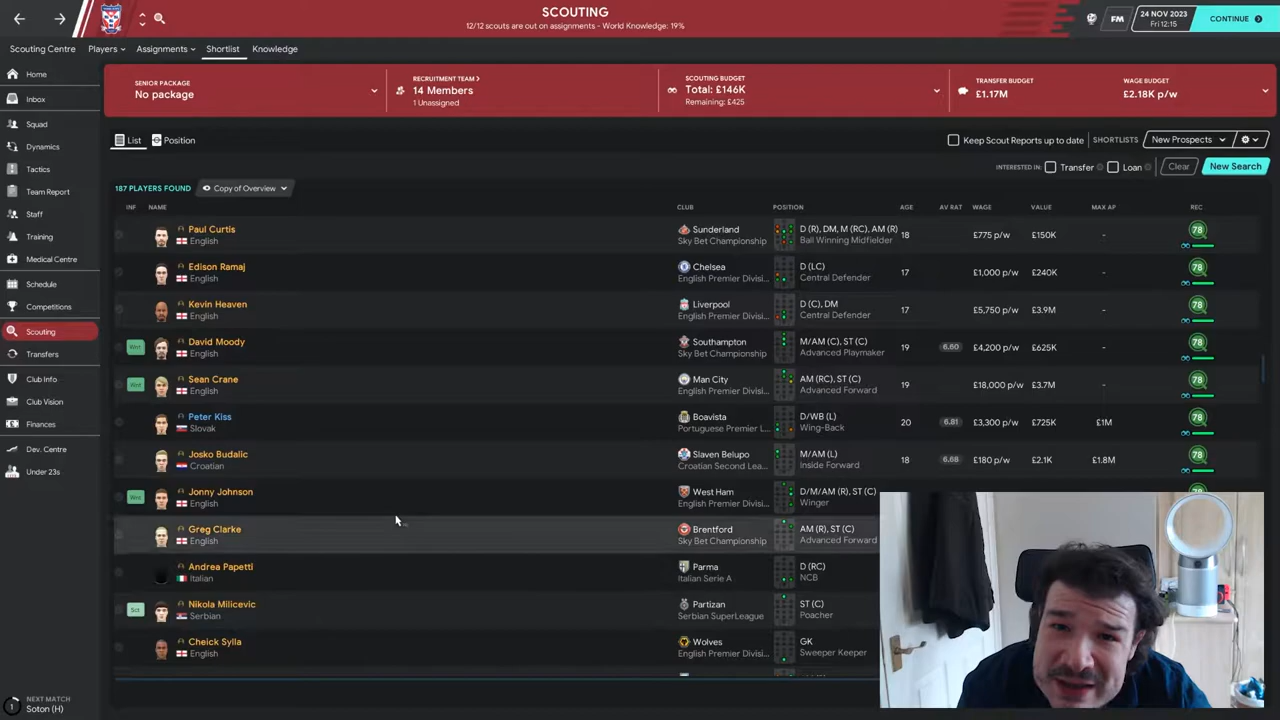 SCOUTING
12/12 scouts are out on assignments - World Knowledge: 19%
FM
24 NOV 2023
Fri 12:15
CONTINUE
Scouting Centre
Players
Assignments
Shortlist
Knowledge
Home
Inbox
Squad
Dynamics
Tactics
Team Report
Staff
Training
Medical Centre
Schedule
Competitions
Scouting
Transfers
Club Info
Club Vision
Finances
Dev. Centre
Under 23s
NEXT MATCH
1 Soton (H)
SENIOR PACKAGE
No package
RECRUITMENT TEAM >
14 Members
1 Unassigned
SCOUTING BUDGET
Total: £146K
Remaining: £425
TRANSFER BUDGET
£1.17M
WAGE BUDGET
£2.18K p/w
List
Position
Keep Scout Reports up to date
SHORTLISTS
New Prospects
INTERESTED IN:
Transfer
Loan
Clear
New Search
187 PLAYERS FOUND
Copy of Overview
INF NAME CLUB POSITION AGE AV RAT WAGE VALUE MAX AF REC
Paul Curtis Sunderland D (R), DM, M (RC), AM (R) 18 £775 p/w £150K - 78
English Sky Bet Championship Ball Winning Midfielder
Edison Ramaj Chelsea D (LC) 17 £1,000 p/w £240K - 78
English English Premier Divisi... Central Defender
Kevin Heaven Liverpool D (C), DM 17 £5,750 p/w £3.9M - 78
English English Premier Divisi... Central Defender
Wnt David Moody Southampton M/AM (C), ST (C) 19 6.60 £4,200 p/w £625K - 78
English Sky Bet Championship Advanced Playmaker
Wnt Sean Crane Man City AM (RC), ST (C) 19 £18,000 p/w £3.7M - 78
English English Premier Divisi... Advanced Forward
Peter Kiss Boavista D/WB (L) 20 6.81 £3,300 p/w £725K £1M 78
Slovak Portuguese Premier L... Wing-Back
Josko Budalic Slaven Belupo M/AM (L) 18 6.68 £180 p/w £2.1K £1.8M 78
Croatian Croatian Second Lea... Inside Forward
Wnt Jonny Johnson West Ham D/M/AM (R), ST (C)
English English Premier Divisi... Winger
Greg Clarke Brentford AM (R), ST (C)
English Sky Bet Championship Advanced Forward
Andrea Papetti Parma D (RC)
Italian Italian Serie A NCB
Sct Nikola Milicevic Partizan ST (C)
Serbian Serbian SuperLeague Poacher
Cheick Sylla Wolves GK
English English Premier Divisi... Sweeper Keeper